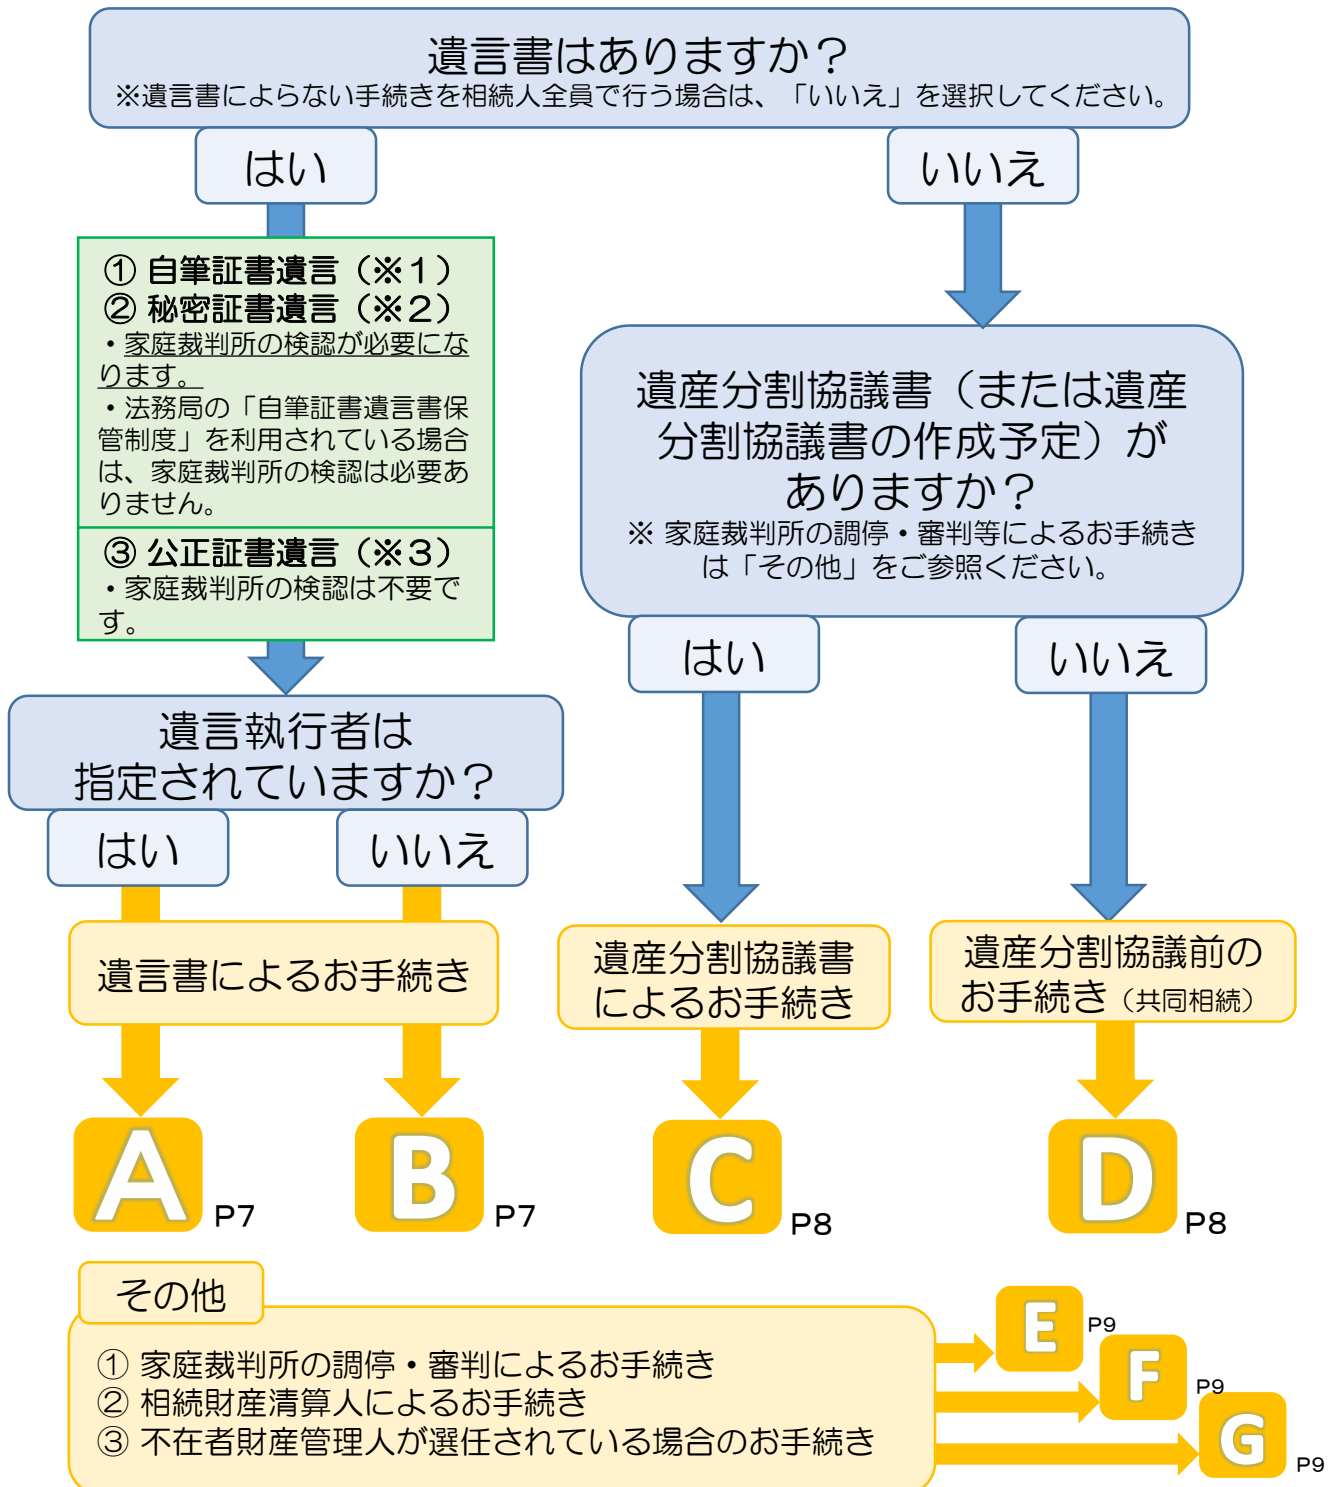 遺言書はありますか？
※遺言書によらない手続きを相続人全員で行う場合は、「いいえ」を選択してください。
はい
いいえ
① 自筆証書遺言（※１）
② 秘密証書遺言（※２）
・家庭裁判所の検認が必要にな
ります。
・法務局の「自筆証書遺言書保
管制度」を利用されている場合
は、家庭裁判所の検認は必要あ
りません。
③ 公正証書遺言（※３）
・家庭裁判所の検認は不要で
す。
遺産分割協議書（または遺産
分割協議書の作成予定）が
ありますか？
※ 家庭裁判所の調停・審判等によるお手続き
は「その他」をご参照ください。
はい
いいえ
遺言執行者は
指定されていますか？
はい
いいえ
遺言書によるお手続き
遺産分割協議書
によるお手続き
遺産分割協議前の
お手続き（共同相続）
A
P7
B
P7
C
P8
D
P8
その他
① 家庭裁判所の調停・審判によるお手続き
② 相続財産清算人によるお手続き
③ 不在者財産管理人が選任されている場合のお手続き
E
P9
F
P9
G
P9